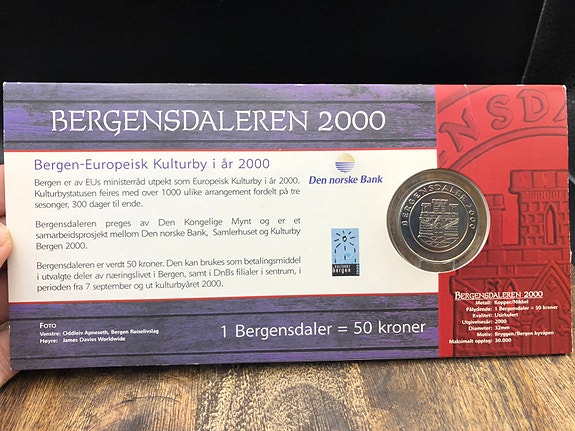 BERGENSDALEREN 2000
Bergen-Europeisk Kulturby i år 2000
Bergen er av EUs ministerråd utpekt som Europeisk Kulturby i år 2000.
Kulturbystatusen feires med over 1000 ulike arrangement fordelt på tre
sesonger, 300 dager til ende.
Bergensdaleren preges av Den Kongelige Mynt og er et
samarbeidsprosjekt mellom Den norske Bank, Samlerhuset og Kulturby
Bergen 2000.
Bergensdaleren er verdt 50 kroner. Den kan brukes som betalingsmiddel
i utvalgte deler av næringslivet i Bergen, samt i DnBs filialer i sentrum, i
perioden fra 7 september og ut kulturbyåret 2000.
Den norske Bank
bergen
BERGENSDALER 2000
FOTO
Venstre: Oddleiv Apneseth, Bergen Reiselivslag
Høyre: James Davies Worldwide
1 Bergensdaler = 50 kroner
BERGENSDALEREN 2000
Metall: Kopper/Nikkel
Pålydende: 1 Bergensdaler = 50 kroner
Kvalitet: Usirkulert
Utgivelsesår: 2000
Diameter: 32mm
Motiv: Bryggen/Bergen byvåpen
Maksimalt opplag: 30.000
ENSDA